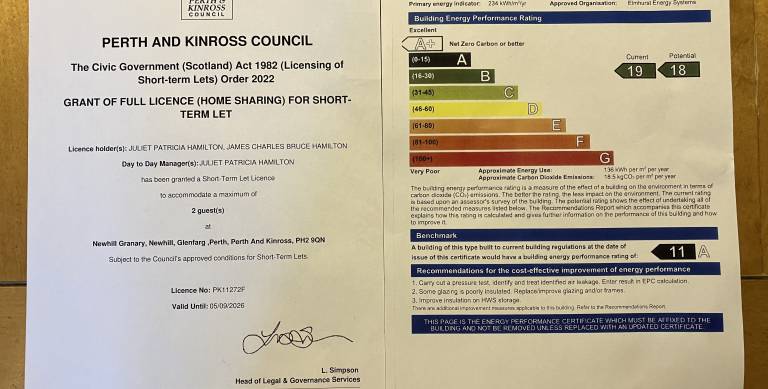 PERTH &
KINROSS
COUNCIL
PERTH AND KINROSS COUNCIL
The Civic Government (Scotland) Act 1982 (Licensing of
Short-term Lets) Order 2022
GRANT OF FULL LICENCE (HOME SHARING) FOR SHORT-
TERM LET
Licence holder(s): JULIET PATRICIA HAMILTON, JAMES CHARLES BRUCE HAMILTON
Day to Day Manager(s): JULIET PATRICIA HAMILTON
has been granted a Short-Term Let Licence
to accommodate a maximum of
2 guest(s)
at
Newhill Granary, Newhill, Glenfarg ,Perth, Perth And Kinross, PH2 9QN
Subject to the Council's approved conditions for Short-Term Lets.
Licence No: PK11272F
Valid Until: 05/09/2026
L. Simpson
Head of Legal & Governance Services
Primary energy indicator: 234 kWh/m²/yr Approved Organisation: Elmhurst Energy Systems
Building Energy Performance Rating
Excellent
A+ Net Zero Carbon or better
Current Potential
(0-15) A
19 18
(16-30) B
(31-45) C
(46-60) D
(61-80) E
(81-100) F
(100+) G
Very Poor
Approximate Energy Use: 136 kWh per m² per year
Approximate Carbon Dioxide Emissions: 18.5 kgCO₂ per m² per year
The building energy performance rating is a measure of the effect of a building on the environment in terms of
carbon dioxide (CO₂) emissions. The better the rating, the less impact on the environment. The current rating
is based upon an assessor's survey of the building. The potential rating shows the effect of undertaking all of
the recommended measures listed below. The Recommendations Report which accompanies this certificate
explains how this rating is calculated and gives further information on the performance of this building and how
to improve it.
Benchmark
A building of this type built to current building regulations at the date of
issue of this certificate would have a building energy performance rating of: 11 A
Recommendations for the cost-effective improvement of energy performance
1. Carry out a pressure test, identify and treat identified air leakage. Enter result in EPC calculation.
2. Some glazing is poorly insulated. Replace/improve glazing and/or frames.
3. Improve insulation on HWS storage.
There are additional improvement measures applicable to this building. Refer to the Recommendations Report.
THIS PAGE IS THE ENERGY PERFORMANCE CERTIFICATE WHICH MUST BE AFFIXED TO THE
BUILDING AND NOT BE REMOVED UNLESS REPLACED WITH AN UPDATED CERTIFICATE